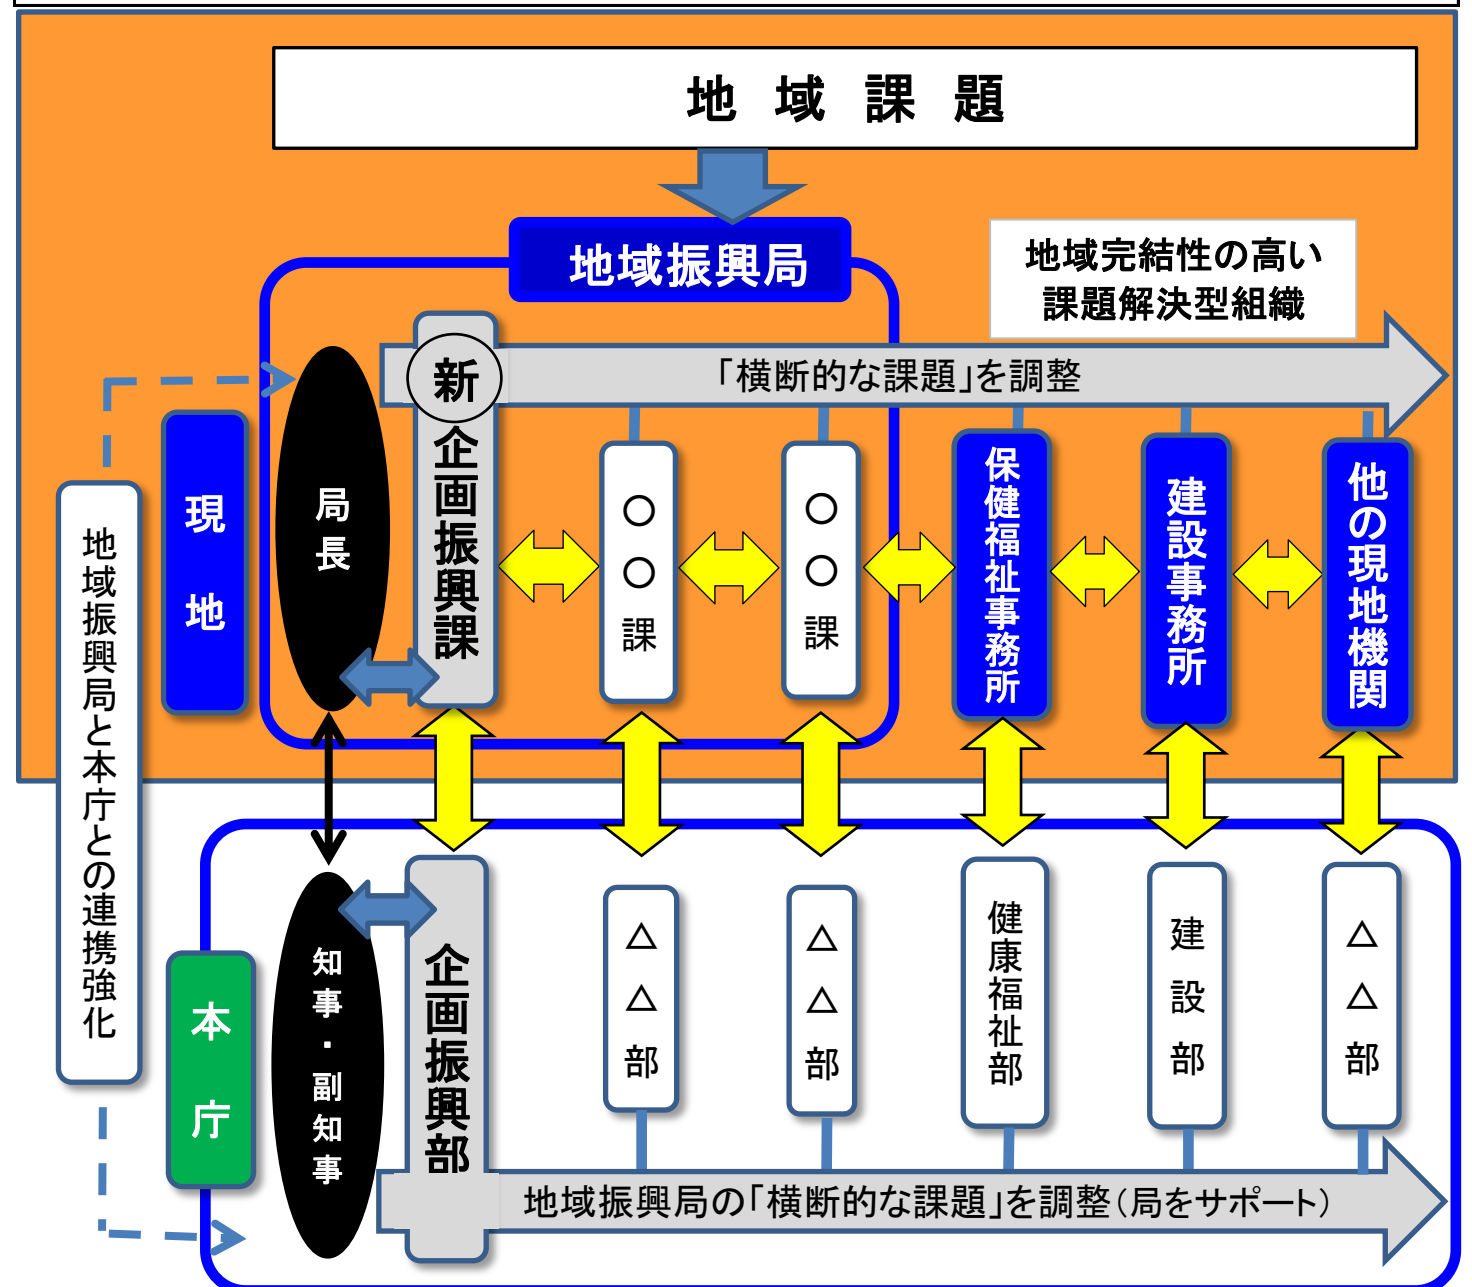 地域課題
地域振興局
地域完結性の高い
課題解決型組織
「横断的な課題」を調整
新
企画振興課
局長
現地
○○課
○○課
保健福祉事務所
建設事務所
他の現地機関
地域振興局と本庁との連携強化
本庁
知事・副知事
企画振興部
△△部
△△部
健康福祉部
建設部
△△部
地域振興局の「横断的な課題」を調整(局をサポート)